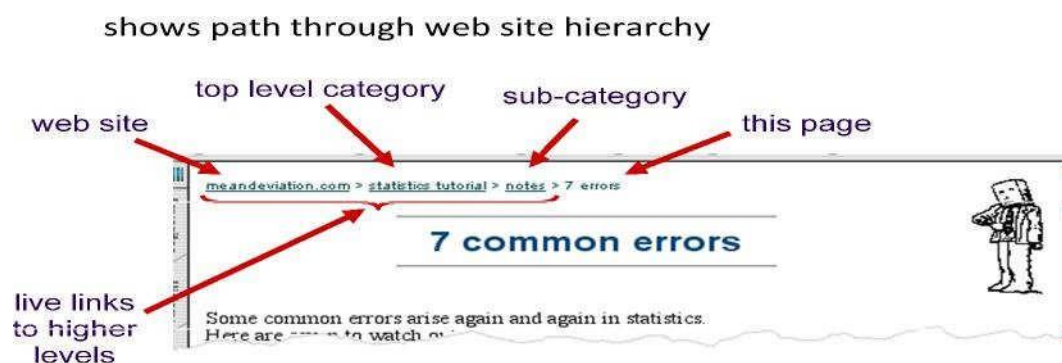 shows path through web site hierarchy
top level category
sub-category
web site
this page
meandeviation.com > statistics tutorial > notes > 7 errors
7 common errors
live links
to higher
levels
Some common errors arise again and again in statistics.
Here are to watch